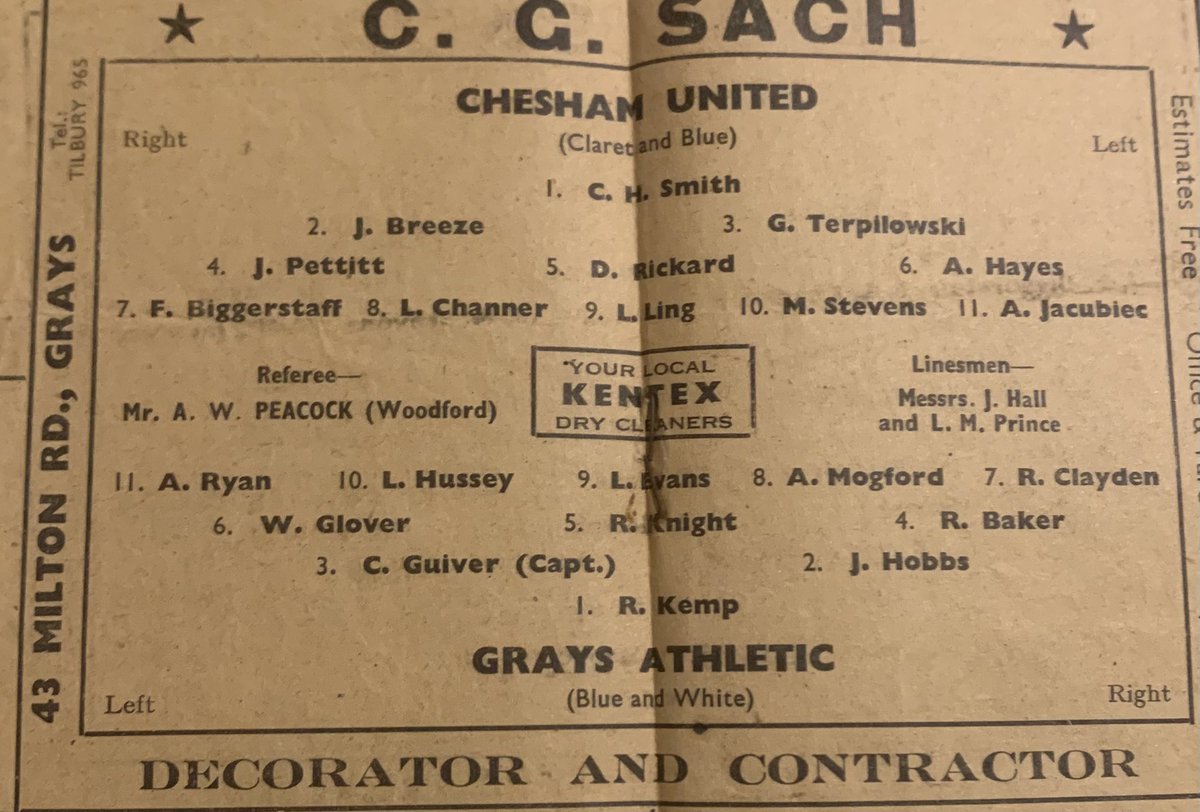 ★ C. G. SACH ★
43 MILTON RD., GRAYS
Tel.:
TILBURY 965
Estimates Free
CHESHAM UNITED
Right (Claret and Blue) Left
1. C. H. Smith
2. J. Breeze 3. G. Terpilowski
4. J. Pettitt 5. D. Rickard 6. A. Hayes
7. F. Biggerstaff 8. L. Channer 9. L. Ling 10. M. Stevens 11. A. Jacubiec
Referee—
Mr. A. W. PEACOCK (Woodford)
YOUR LOCAL
KENTEX
DRY CLEANERS
Linesmen—
Messrs. J. Hall
and L. M. Prince
11. A. Ryan 10. L. Hussey 9. L. Evans 8. A. Mogford 7. R. Clayden
6. W. Glover 5. R. Knight 4. R. Baker
3. C. Guiver (Capt.) 2. J. Hobbs
1. R. Kemp
GRAYS ATHLETIC
Left (Blue and White) Right
DECORATOR AND CONTRACTOR